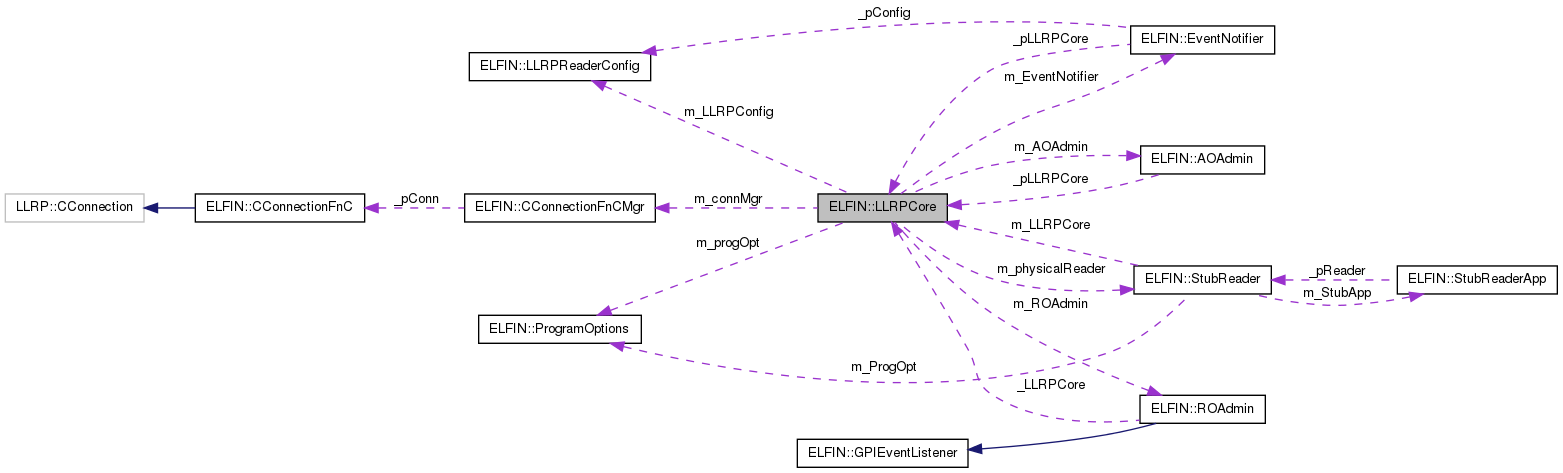 _pConfig
ELFIN::EventNotifier
_pLLRPCore
ELFIN::LLRPReaderConfig
m_EventNotifier
m_LLRPConfig
m_AOAdmin
ELFIN::AOAdmin
_pLLRPCore
LLRP::CConnection
ELFIN::CConnectionFnC
_pConn
ELFIN::CConnectionFnCMgr
m_connMgr
ELFIN::LLRPCore
m_LLRPCore
m_progOpt
m_physicalReader
ELFIN::StubReader
_pReader
m_StubApp
ELFIN::StubReaderApp
m_ROAdmin
ELFIN::ProgramOptions
m_ProgOpt
_LLRPCore
ELFIN::ROAdmin
ELFIN::GPIEventListener